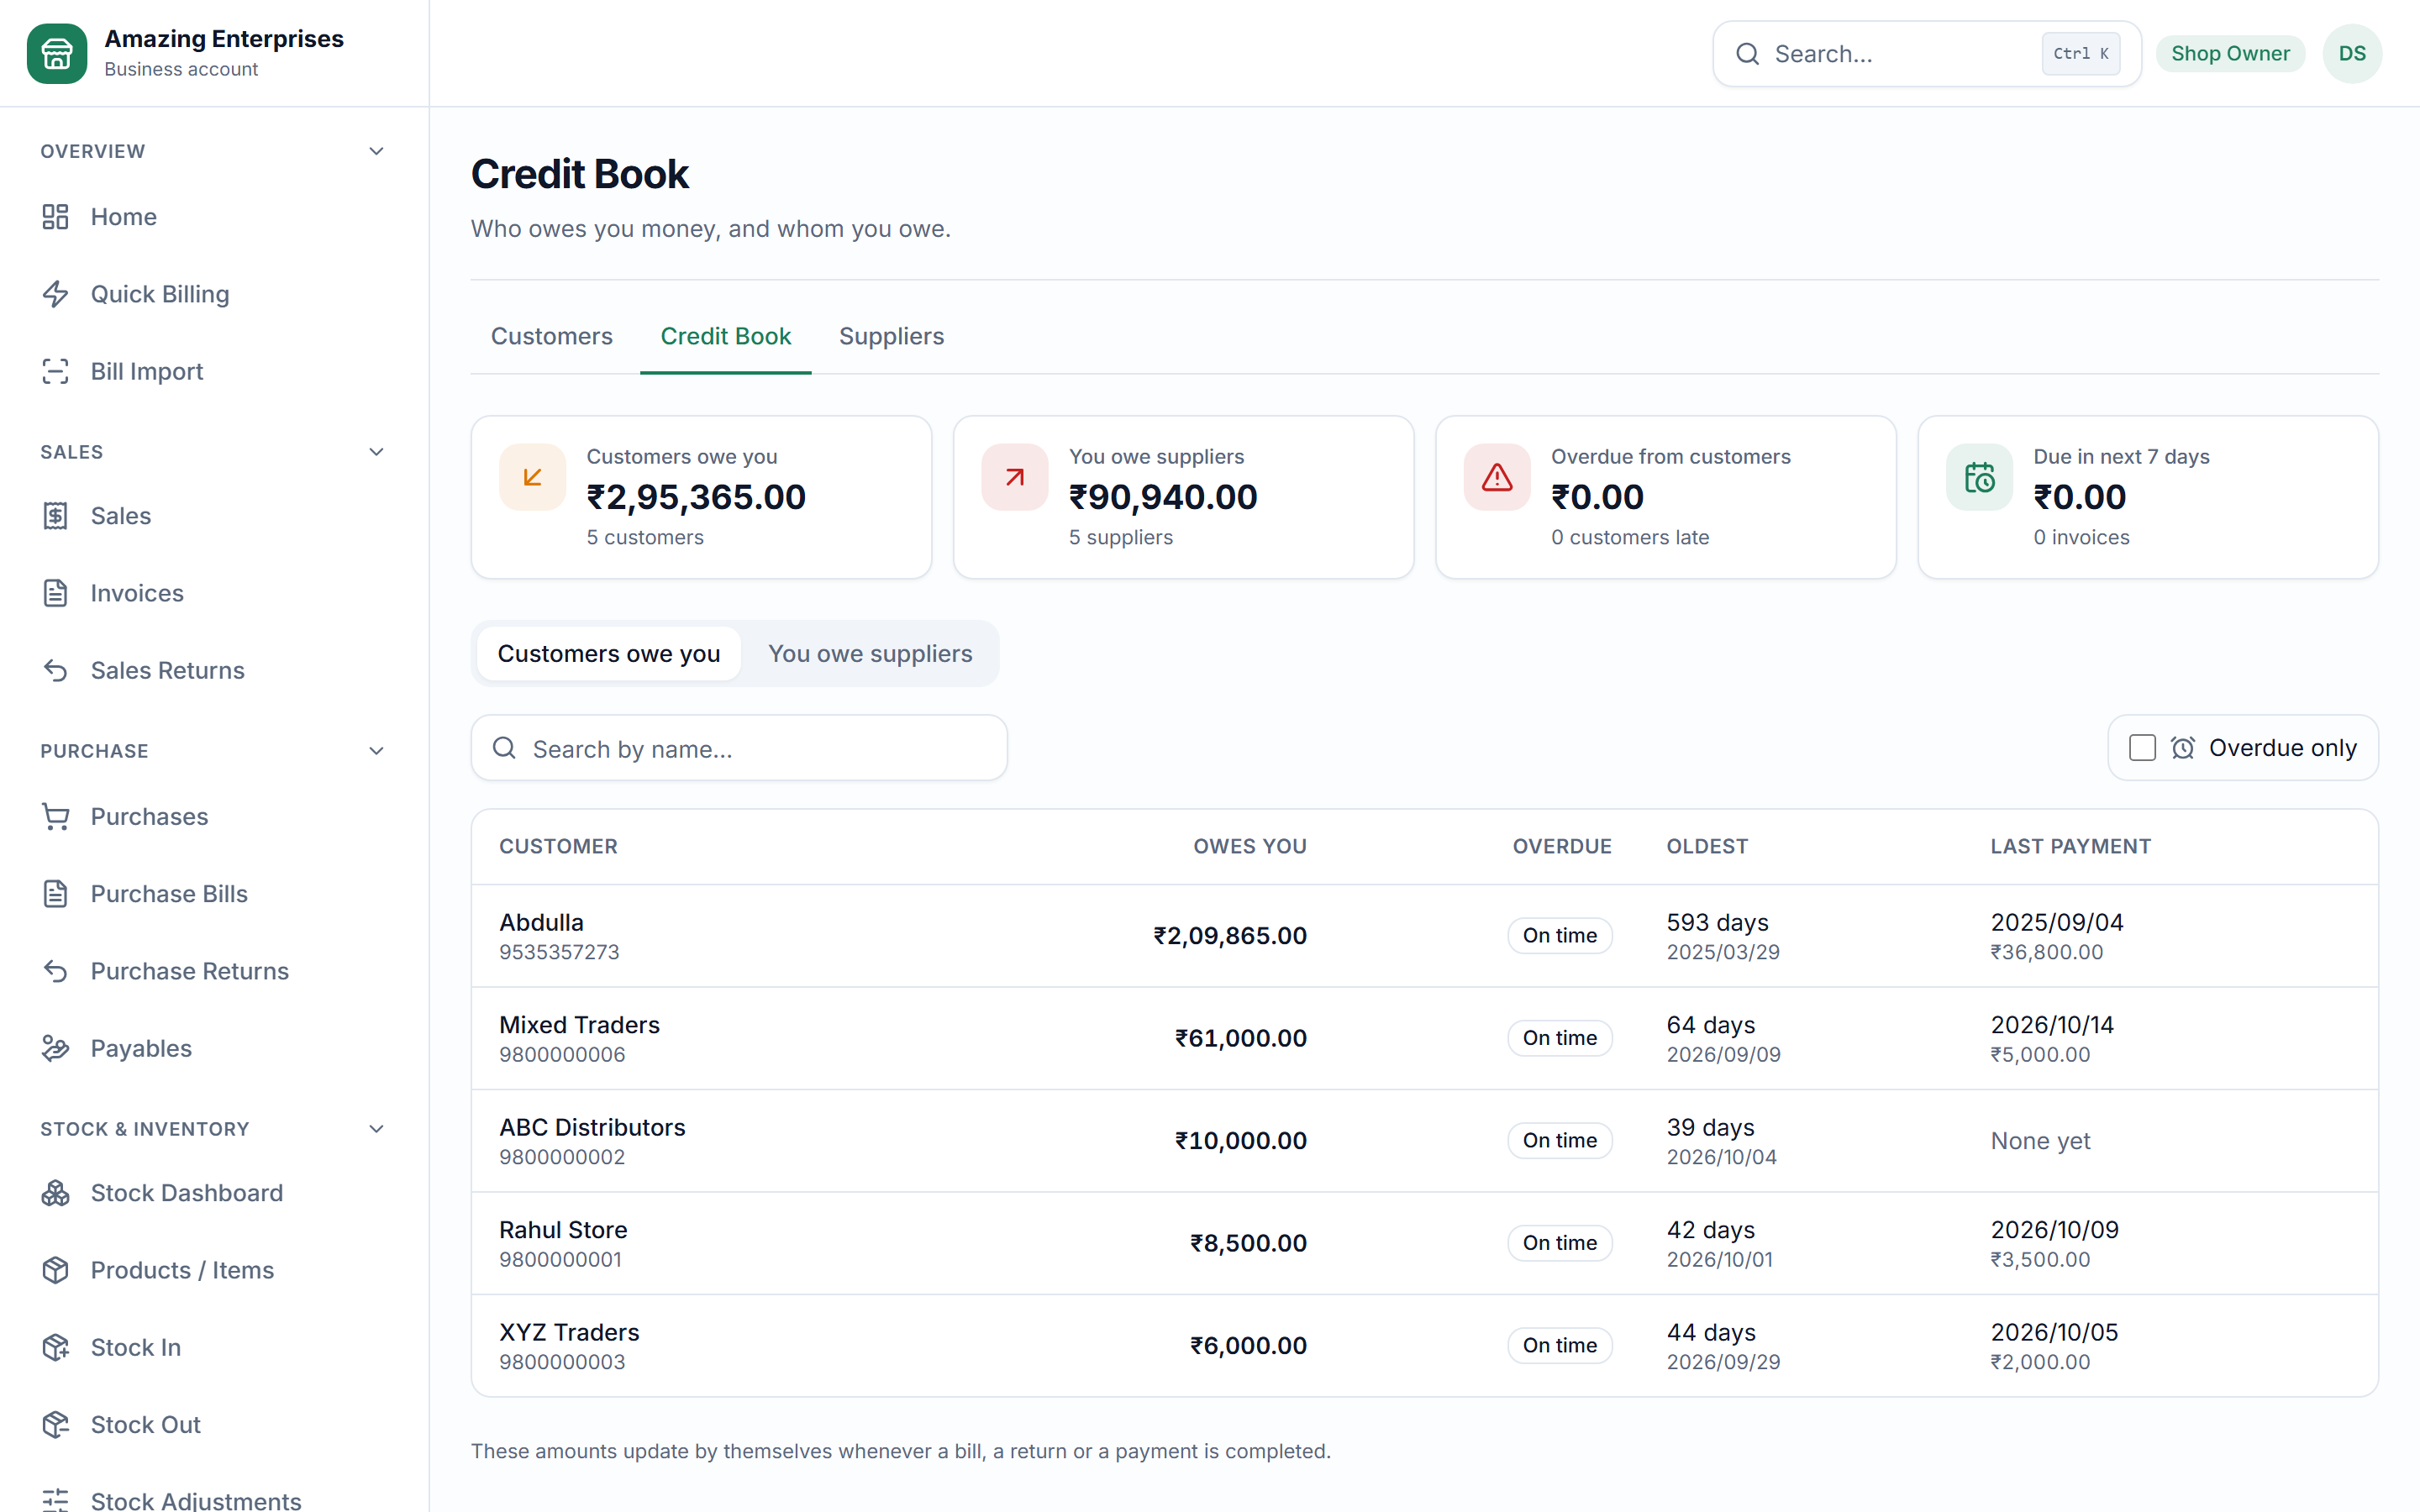 Amazing Enterprises
Business account
Search...
Ctrl K
Shop Owner
DS
OVERVIEW
Home
Quick Billing
Bill Import
SALES
Sales
Invoices
Sales Returns
PURCHASE
Purchases
Purchase Bills
Purchase Returns
Payables
STOCK & INVENTORY
Stock Dashboard
Products / Items
Stock In
Stock Out
Stock Adjustments
Credit Book
Who owes you money, and whom you owe.
Customers Credit Book Suppliers
Customers owe you
₹2,95,365.00
5 customers
You owe suppliers
₹90,940.00
5 suppliers
Overdue from customers
₹0.00
0 customers late
Due in next 7 days
₹0.00
0 invoices
Customers owe you You owe suppliers
Search by name...
Overdue only
CUSTOMER OWES YOU OVERDUE OLDEST LAST PAYMENT
Abdulla ₹2,09,865.00 On time 593 days 2025/09/04
9535357273 2025/03/29 ₹36,800.00
Mixed Traders ₹61,000.00 On time 64 days 2026/10/14
9800000006 2026/09/09 ₹5,000.00
ABC Distributors ₹10,000.00 On time 39 days None yet
9800000002 2026/10/04
Rahul Store ₹8,500.00 On time 42 days 2026/10/09
9800000001 2026/10/01 ₹3,500.00
XYZ Traders ₹6,000.00 On time 44 days 2026/10/05
9800000003 2026/09/29 ₹2,000.00
These amounts update by themselves whenever a bill, a return or a payment is completed.